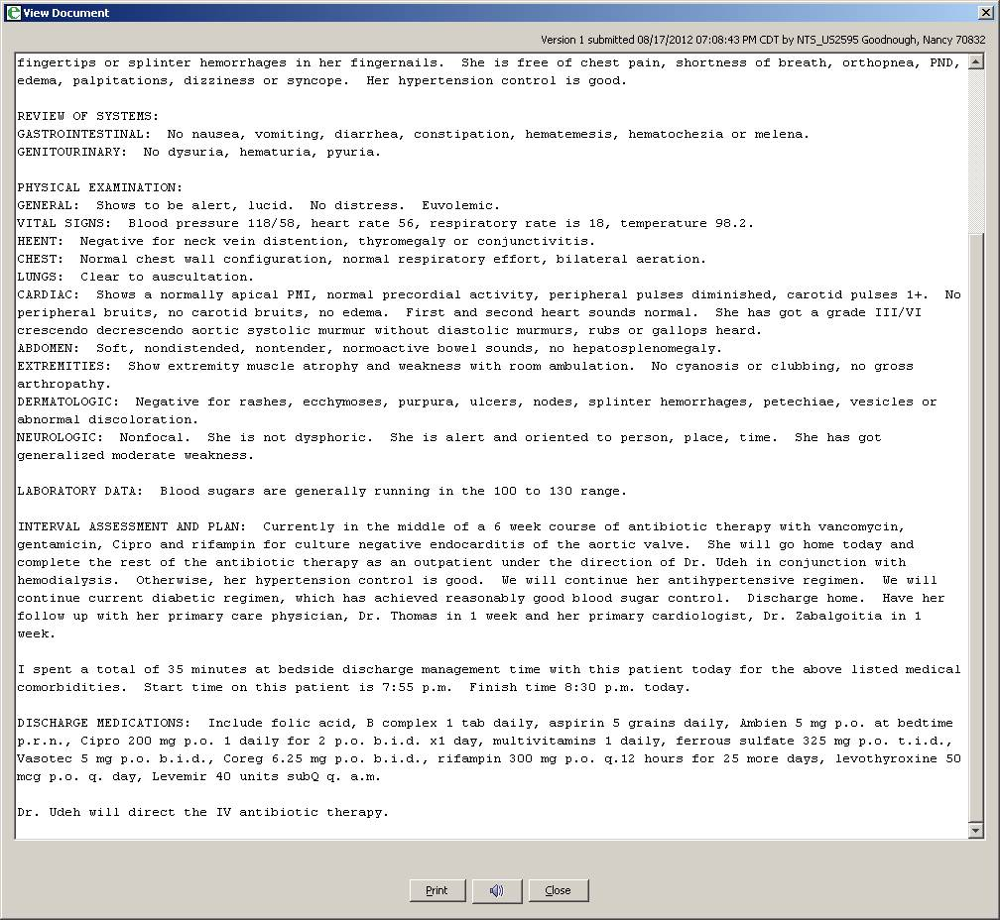 View Document
Version 1 submitted 08/17/2012 07:08:43 PM CDT by NTS_US2595 Goodnough, Nancy 70832
fingertips or splinter hemorrhages in her fingernails.  She is free of chest pain, shortness of breath, orthopnea, PND,
edema, palpitations, dizziness or syncope.  Her hypertension control is good.
REVIEW OF SYSTEMS:
GASTROINTESTINAL:  No nausea, vomiting, diarrhea, constipation, hematemesis, hematochezia or melena.
GENITOURINARY:  No dysuria, hematuria, pyuria.
PHYSICAL EXAMINATION:
GENERAL:  Shows to be alert, lucid.  No distress.  Euvolemic.
VITAL SIGNS:  Blood pressure 118/58, heart rate 56, respiratory rate is 18, temperature 98.2.
HEENT:  Negative for neck vein distention, thyromegaly or conjunctivitis.
CHEST:  Normal chest wall configuration, normal respiratory effort, bilateral aeration.
LUNGS:  Clear to auscultation.
CARDIAC:  Shows a normally apical PMI, normal precordial activity, peripheral pulses diminished, carotid pulses 1+.  No
peripheral bruits, no carotid bruits, no edema.  First and second heart sounds normal.  She has got a grade III/VI
crescendo decrescendo aortic systolic murmur without diastolic murmurs, rubs or gallops heard.
ABDOMEN:  Soft, nondistended, nontender, normoactive bowel sounds, no hepatosplenomegaly.
EXTREMITIES:  Show extremity muscle atrophy and weakness with room ambulation.  No cyanosis or clubbing, no gross
arthropathy.
DERMATOLOGIC:  Negative for rashes, ecchymoses, purpura, ulcers, nodes, splinter hemorrhages, petechiae, vesicles or
abnormal discoloration.
NEUROLOGIC:  Nonfocal.  She is not dysphoric.  She is alert and oriented to person, place, time.  She has got
generalized moderate weakness.
LABORATORY DATA:  Blood sugars are generally running in the 100 to 130 range.
INTERVAL ASSESSMENT AND PLAN:  Currently in the middle of a 6 week course of antibiotic therapy with vancomycin,
gentamicin, Cipro and rifampin for culture negative endocarditis of the aortic valve.  She will go home today and
complete the rest of the antibiotic therapy as an outpatient under the direction of Dr. Udeh in conjunction with
hemodialysis.  Otherwise, her hypertension control is good.  We will continue her antihypertensive regimen.  We will
continue current diabetic regimen, which has achieved reasonably good blood sugar control.  Discharge home.  Have her
follow up with her primary care physician, Dr. Thomas in 1 week and her primary cardiologist, Dr. Zabalgoitia in 1
week.
I spent a total of 35 minutes at bedside discharge management time with this patient today for the above listed medical
comorbidities.  Start time on this patient is 7:55 p.m.  Finish time 8:30 p.m. today.
DISCHARGE MEDICATIONS:  Include folic acid, B complex 1 tab daily, aspirin 5 grains daily, Ambien 5 mg p.o. at bedtime
p.r.n., Cipro 200 mg p.o. 1 daily for 2 p.o. b.i.d. x1 day, multivitamins 1 daily, ferrous sulfate 325 mg p.o. t.i.d.,
Vasotec 5 mg p.o. b.i.d., Coreg 6.25 mg p.o. b.i.d., rifampin 300 mg p.o. q.12 hours for 25 more days, levothyroxine 50
mcg p.o. q. day, Levemir 40 units subQ q. a.m.
Dr. Udeh will direct the IV antibiotic therapy.
Print Close